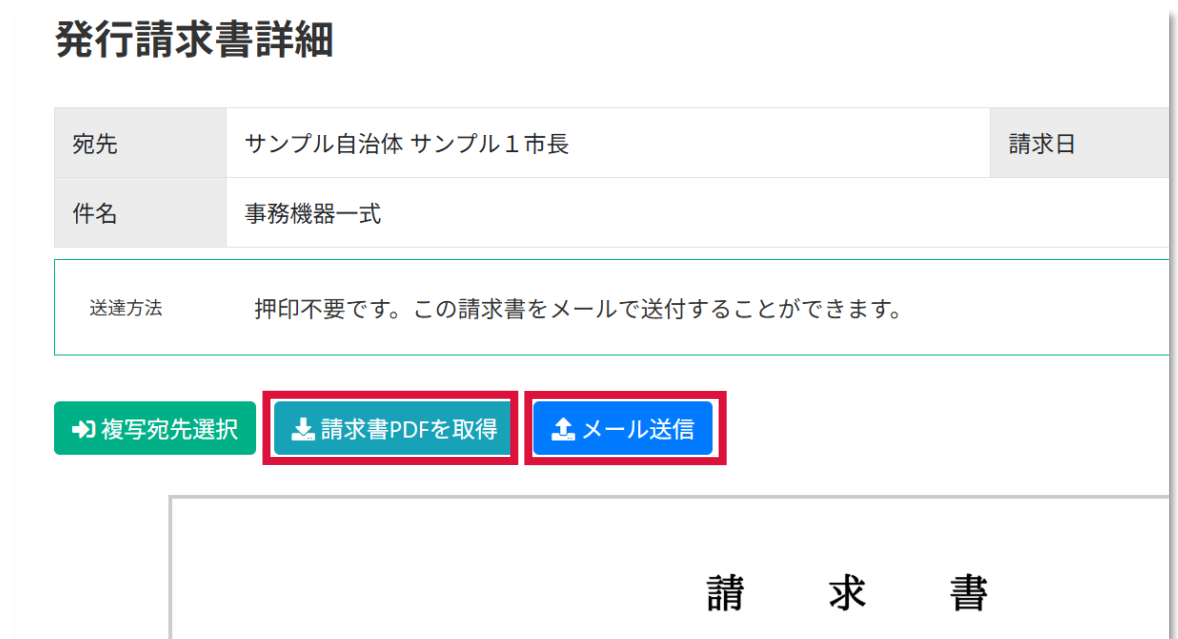 発行請求書詳細
宛先 サンプル自治体 サンプル１市長 請求日
件名 事務機器一式
送達方法 押印不要です。この請求書をメールで送付することができます。
複写宛先選択 請求書PDFを取得 メール送信
請 求 書